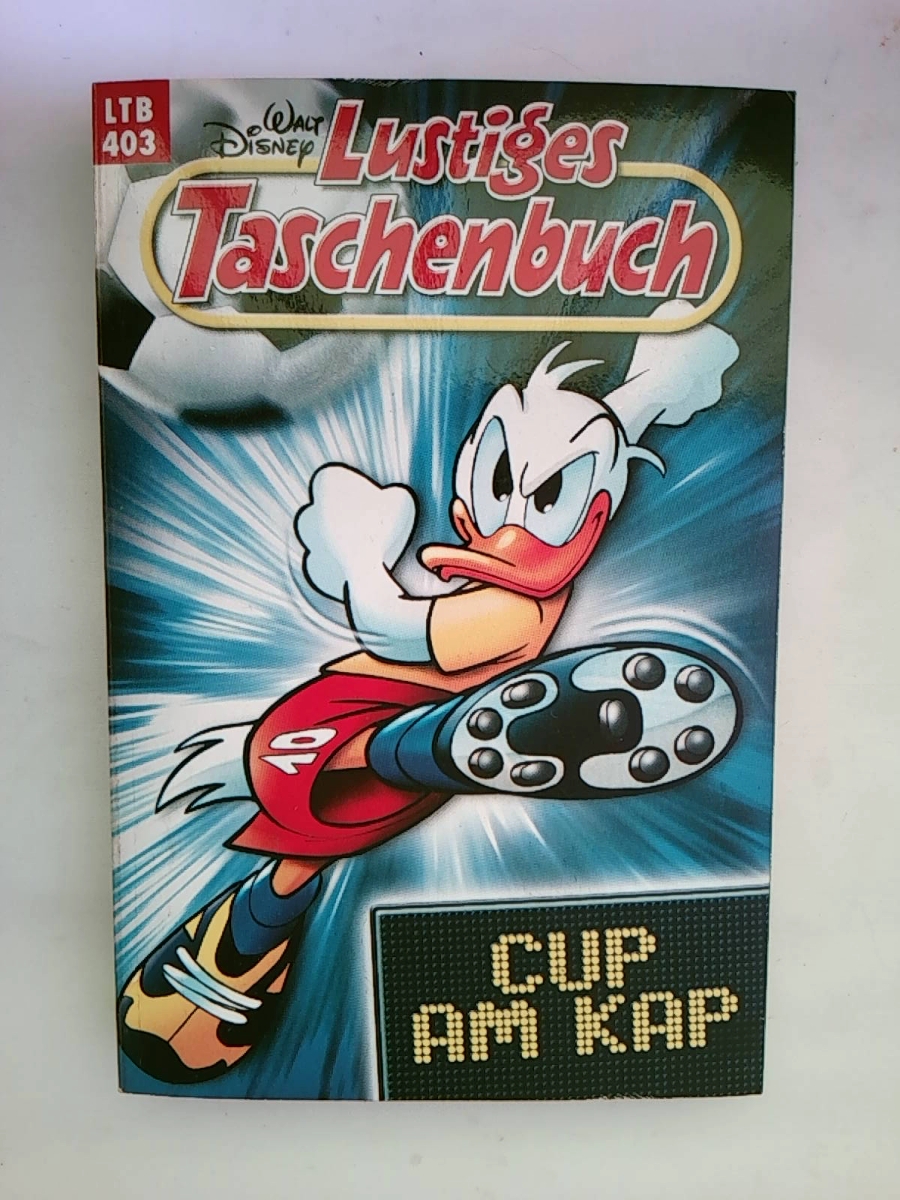 LTB
403
Walt
Disney
Lustiges
Taschenbuch
10
CUP
AM KAP